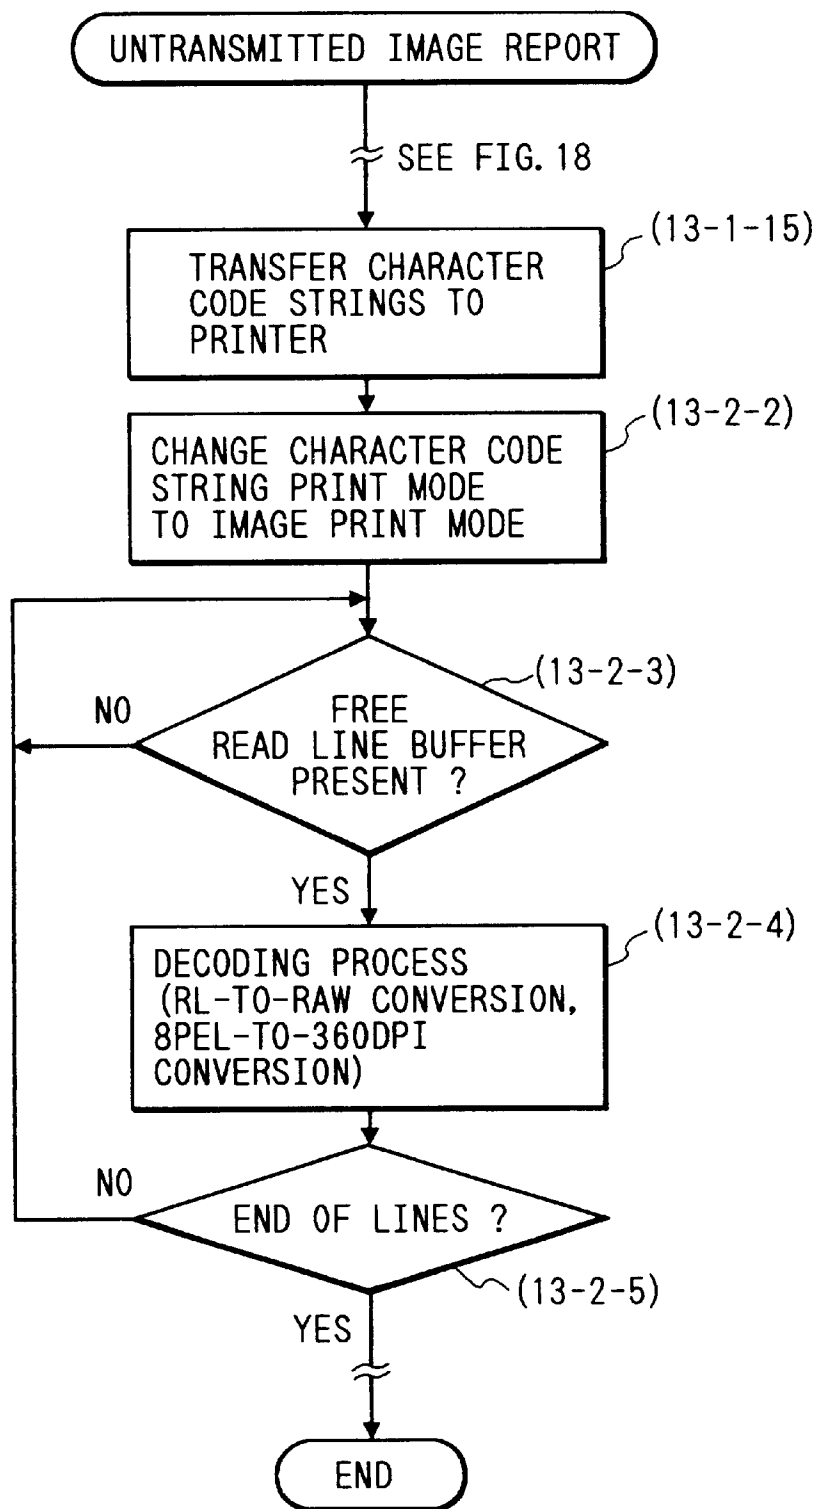 UNTRANSMITTED IMAGE REPORT
SEE FIG. 18
(13-1-15)
TRANSFER CHARACTER
CODE STRINGS TO
PRINTER
(13-2-2)
CHANGE CHARACTER CODE
STRING PRINT MODE
TO IMAGE PRINT MODE
(13-2-3)
NO
FREE
READ LINE BUFFER
PRESENT ?
YES
(13-2-4)
DECODING PROCESS
(RL-TO-RAW CONVERSION,
8PEL-TO-360DPI
CONVERSION)
NO
END OF LINES ?
(13-2-5)
YES
END